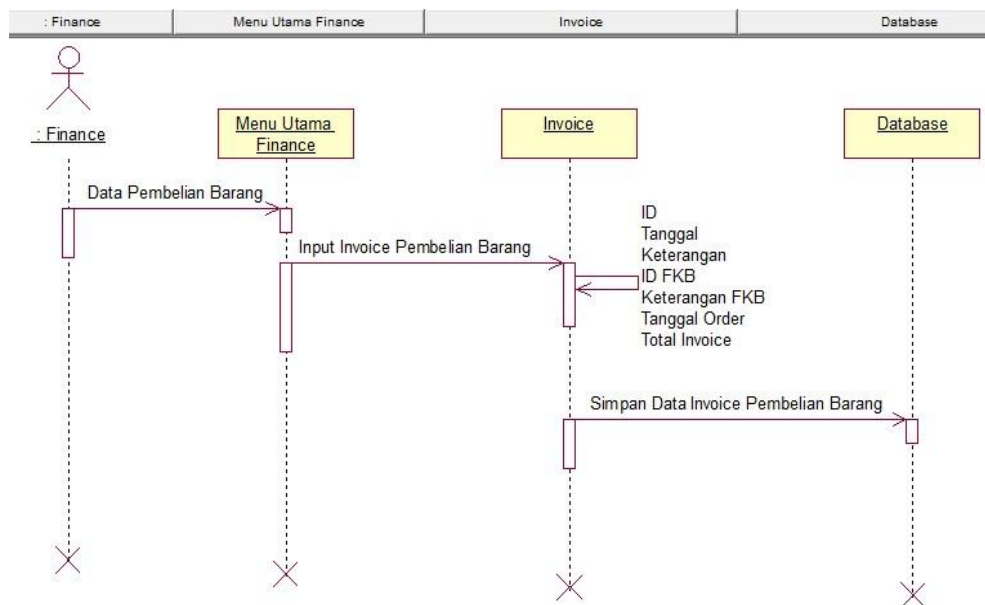 : Finance
Menu Utama Finance
Invoice
Database
: Finance
Menu Utama
Finance
Invoice
Database
Data Pembelian Barang
Input Invoice Pembelian Barang
ID
Tanggal
Keterangan
ID FKB
Keterangan FKB
Tanggal Order
Total Invoice
Simpan Data Invoice Pembelian Barang